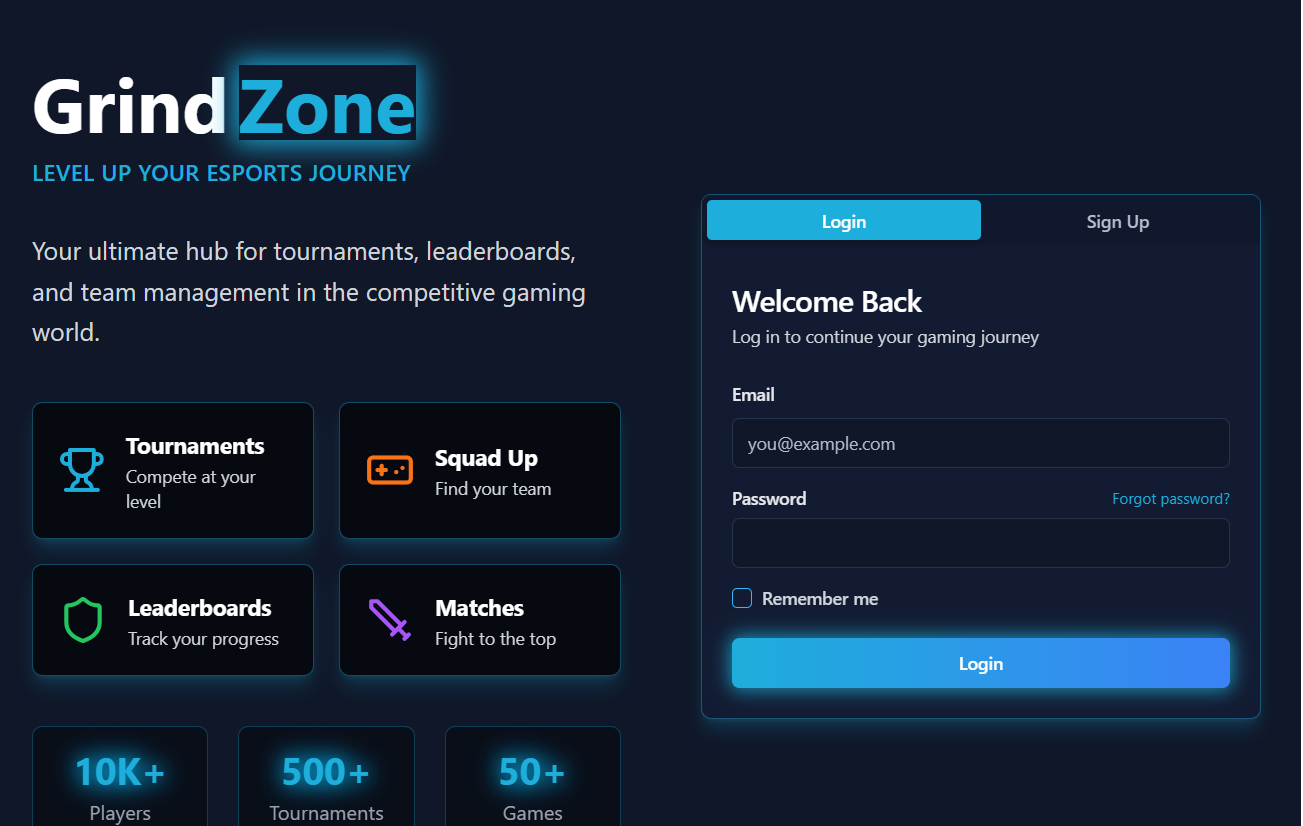 GrindZone
LEVEL UP YOUR ESPORTS JOURNEY
Your ultimate hub for tournaments, leaderboards,
and team management in the competitive gaming
world.
Tournaments
Compete at your
level
Squad Up
Find your team
Leaderboards
Track your progress
Matches
Fight to the top
10K+
Players
500+
Tournaments
50+
Games
Login
Sign Up
Welcome Back
Log in to continue your gaming journey
Email
you@example.com
Password
Forgot password?
Remember me
Login